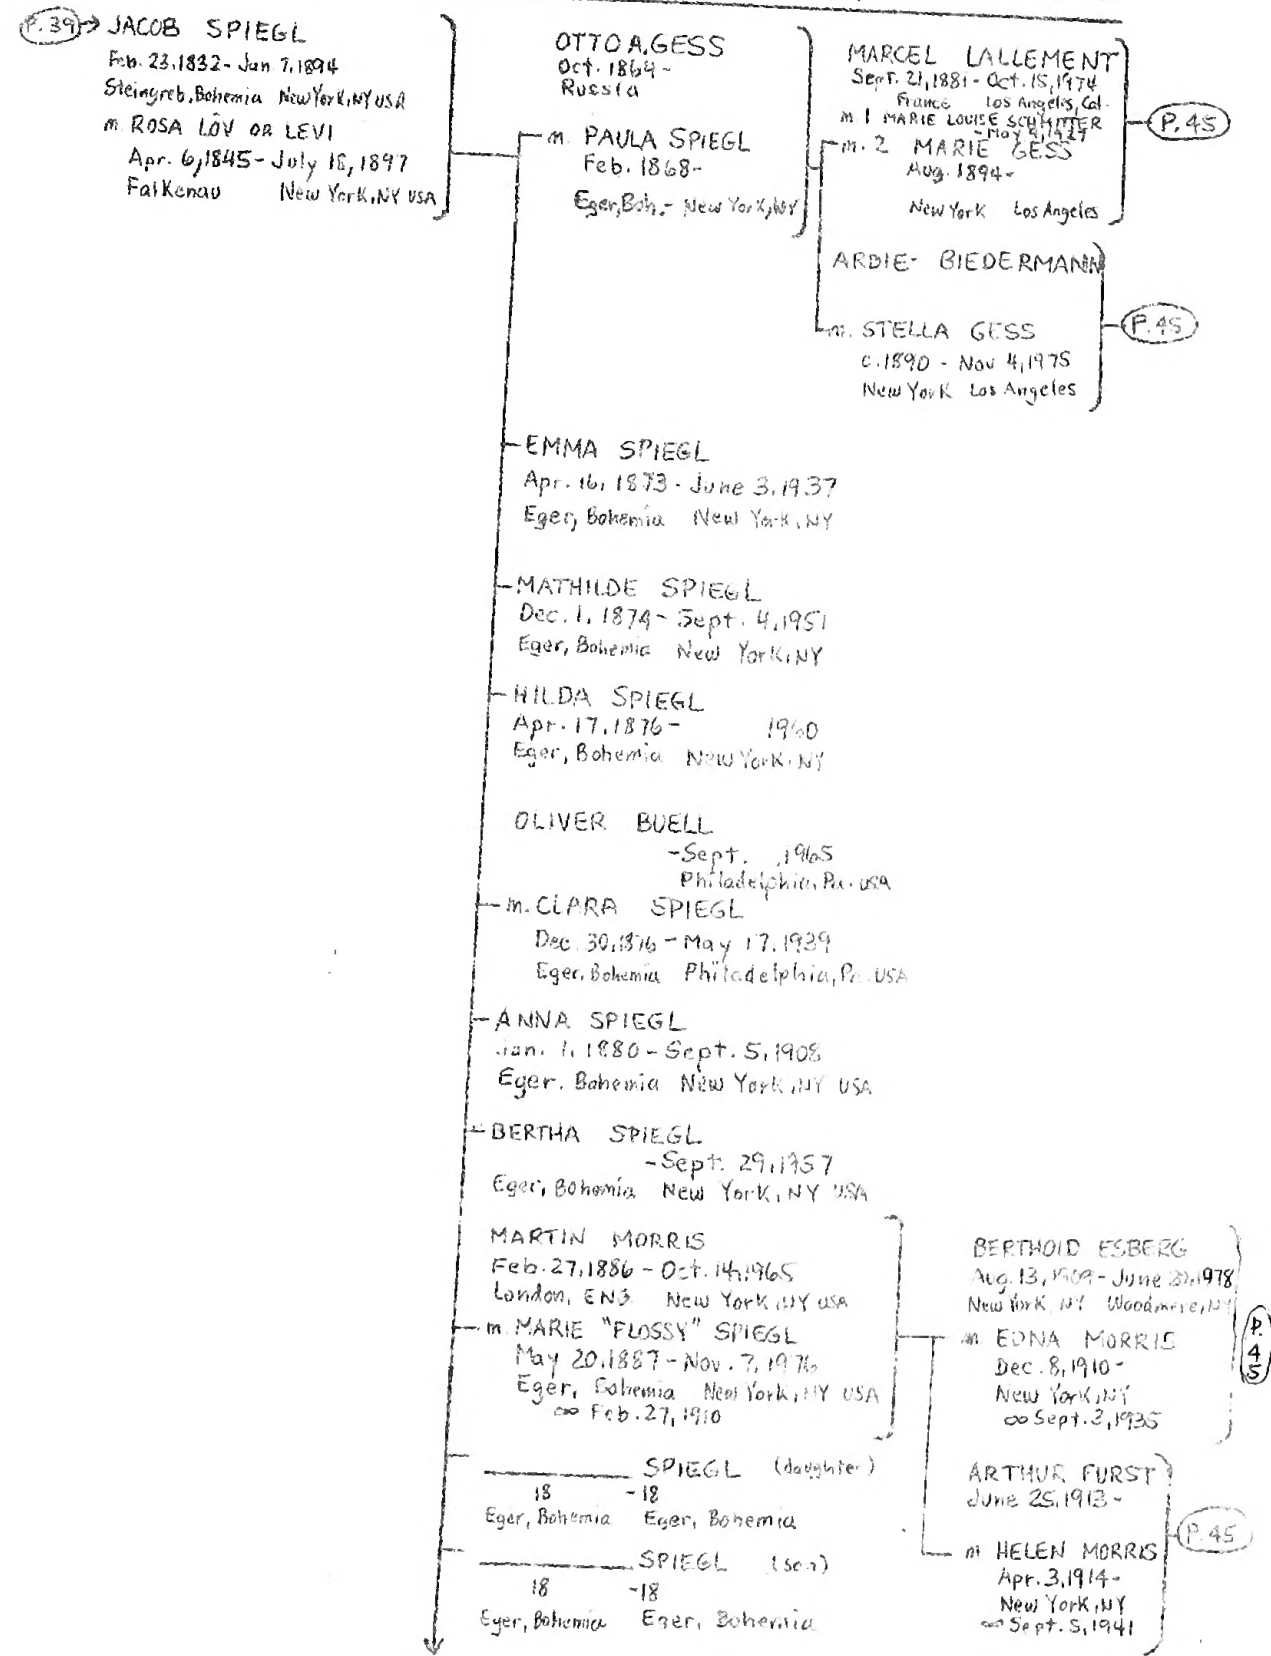 P. 39
JACOB SPIEGL
Feb. 23, 1832 - Jan 7, 1894
Steingreb, Bohemia New York, NY USA
m. ROSA LÖV OR LEVI
Apr. 6, 1845 - July 18, 1897
Falkenau New York, NY USA
OTTO A. GESS
Oct. 1864 -
Russia
m. PAULA SPIEGL
Feb. 1868 -
Eger, Boh. - New York, NY
MARCEL LALLEMENT
Sept. 21, 1881 - Oct. 15, 1974
France Los Angeles, Cal.
m. 1 MARIE LOUISE SCHMITTER
- May 9, 1927
m. 2 MARIE GESS
Aug. 1894 -
New York Los Angeles
P. 45
ARDIE - BIEDERMANN
m. STELLA GESS
c. 1890 - Nov 4, 1975
New York Los Angeles
P. 45
EMMA SPIEGL
Apr. 16, 1873 - June 3, 1937
Eger, Bohemia New York, NY
MATHILDE SPIEGL
Dec. 1, 1874 - Sept. 4, 1951
Eger, Bohemia New York, NY
HILDA SPIEGL
Apr. 17, 1876 - 1960
Eger, Bohemia New York, NY
OLIVER BUELL
- Sept. , 1965
Philadelphia, Pa. USA
m. CLARA SPIEGL
Dec. 30, 1876 - May 17, 1939
Eger, Bohemia Philadelphia, Pa. USA
ANNA SPIEGL
Jan. 1, 1880 - Sept. 5, 1908
Eger, Bohemia New York, NY USA
BERTHA SPIEGL
- Sept. 29, 1957
Eger, Bohemia New York, NY USA
MARTIN MORRIS
Feb. 27, 1886 - Oct. 14, 1965
London, ENG. New York, NY USA
m. MARIE "FLOSSY" SPIEGL
May 20, 1887 - Nov. 7, 1976
Eger, Bohemia New York, NY USA
∞ Feb. 27, 1910
BERTHOLD ESBERG
Aug. 13, 1909 - June 1978
New York, NY Woodmere, NY
m. EDNA MORRIS
Dec. 8, 1910 -
New York, NY
∞ Sept. 2, 1935
P. 45
SPIEGL (daughter)
18 - 18
Eger, Bohemia Eger, Bohemia
SPIEGL (son)
18 - 18
Eger, Bohemia Eger, Bohemia
ARTHUR FURST
June 25, 1913 -
m HELEN MORRIS
Apr. 3, 1914 -
New York, NY
∞ Sept. 5, 1941
P. 45